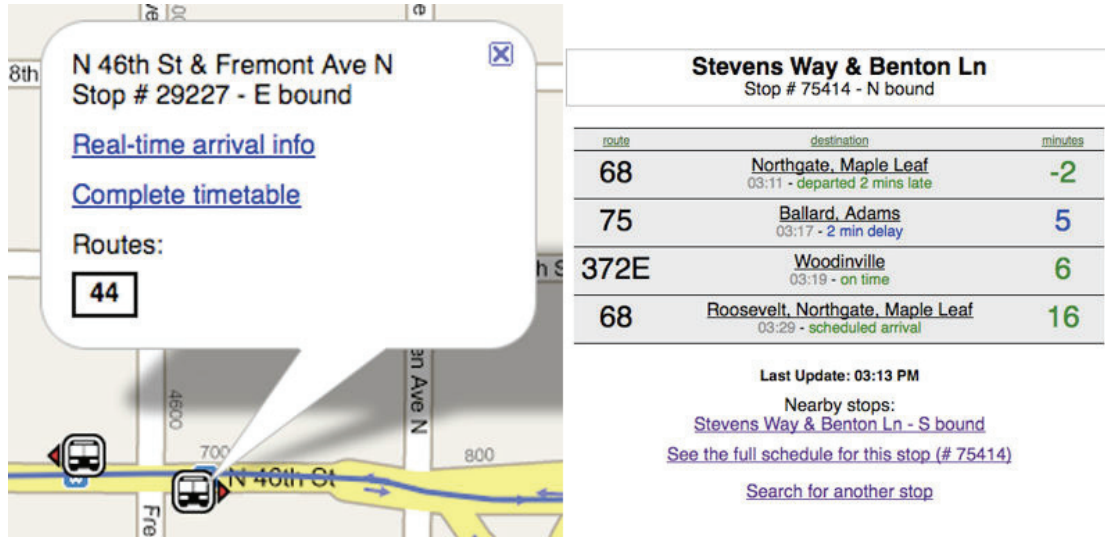 8th
N 46th St & Fremont Ave N
Stop # 29227 - E bound
Real-time arrival info
Complete timetable
Routes:
44
4600
700
N 46th St
en Ave N
800
Fre
Stevens Way & Benton Ln
Stop # 75414 - N bound
route destination minutes
68 Northgate, Maple Leaf -2
03:11 - departed 2 mins late
75 Ballard, Adams 5
03:17 - 2 min delay
372E Woodinville 6
03:19 - on time
68 Roosevelt, Northgate, Maple Leaf 16
03:29 - scheduled arrival
Last Update: 03:13 PM
Nearby stops:
Stevens Way & Benton Ln - S bound
See the full schedule for this stop (# 75414)
Search for another stop